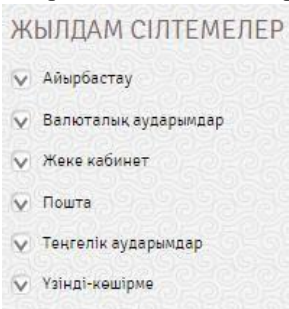 ЖЫЛДАМ СІЛТЕМЕЛЕР
Айырбастау
Валюталық аударымдар
Жеке кабинет
Пошта
Теңгелік аударымдар
Үзінді-көшірме